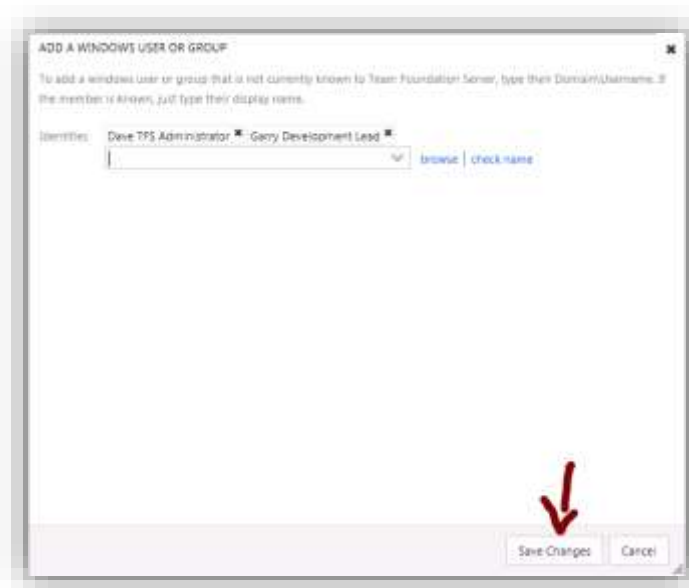 ADD A WINDOWS USER OR GROUP
To add a windows user or group that is not currently known to Team Foundation Server, type their Domain\Username. If
the member is known, just type their display name.
Identities Dave TFS Administrator Garry Development Lead
browse | check name
Save Changes Cancel